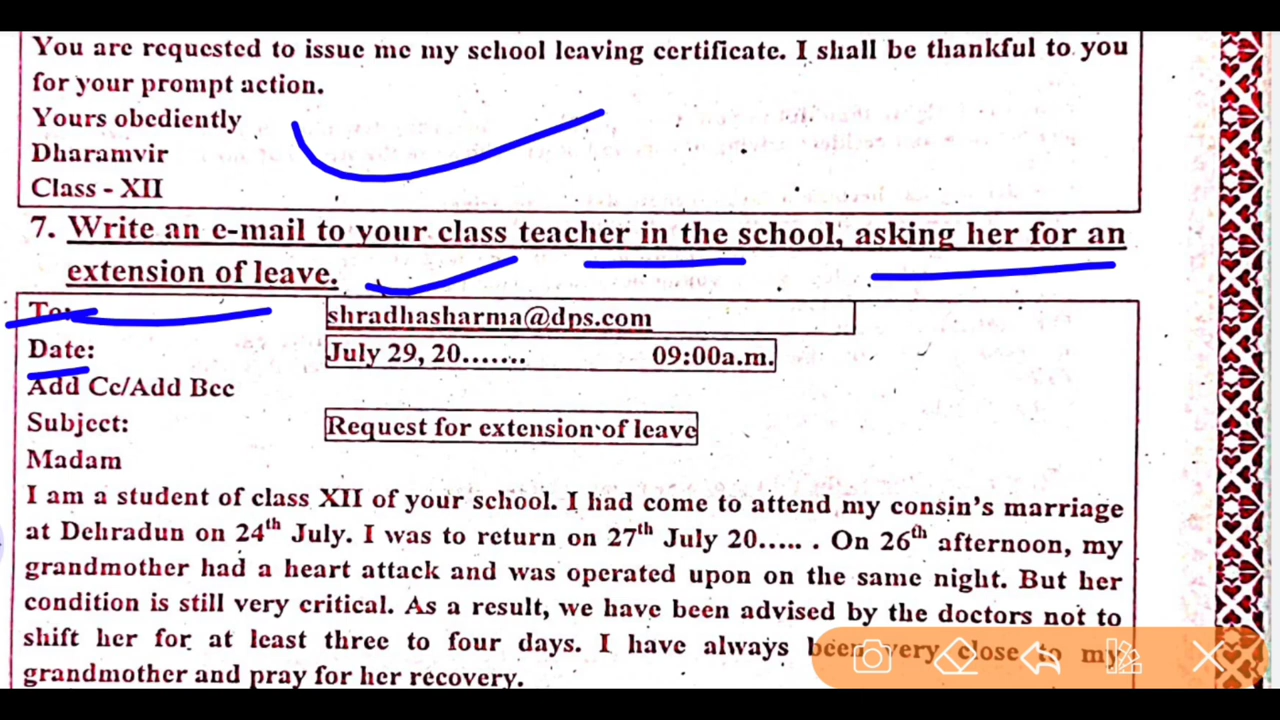 You are requested to issue me my school leaving certificate. I shall be thankful to you
for your prompt action.
Yours obediently
Dharamvir
Class - XII
7. Write an e-mail to your class teacher in the school, asking her for an
extension of leave.
To: shradhasharma@dps.com
Date: July 29, 20....... 09:00a.m.
Add Cc/Add Bcc
Subject: Request for extension of leave
Madam
I am a student of class XII of your school. I had come to attend my consin's marriage
at Dehradun on 24th July. I was to return on 27th July 20..... . On 26th afternoon, my
grandmother had a heart attack and was operated upon on the same night. But her
condition is still very critical. As a result, we have been advised by the doctors not to
shift her for at least three to four days. I have always been very close to my
grandmother and pray for her recovery.